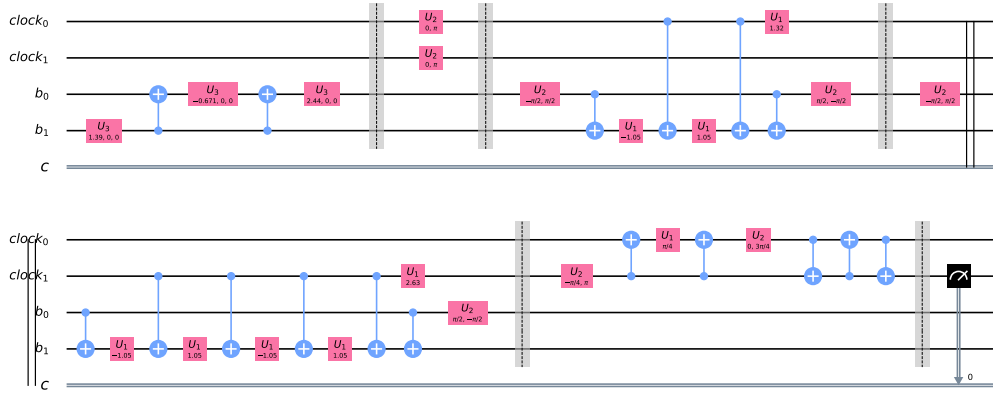 clock₀ U₂ 0, π U₁ 1.32
clock₁ U₂ 0, π
b₀ U₃ −0.671, 0, 0 U₃ 2.44, 0, 0 U₂ −π/2, π/2 U₂ π/2, −π/2 U₂ −π/2, π/2
b₁ U₃ 1.39, 0, 0 U₁ −1.05 U₁ 1.05
c
clock₀ U₁ π/4 U₂ 0, 3π/4
clock₁ U₁ 2.63 U₂ −π/4, π
b₀ U₂ π/2, −π/2
b₁ U₁ −1.05 U₁ 1.05 U₁ −1.05 U₁ 1.05
c 0